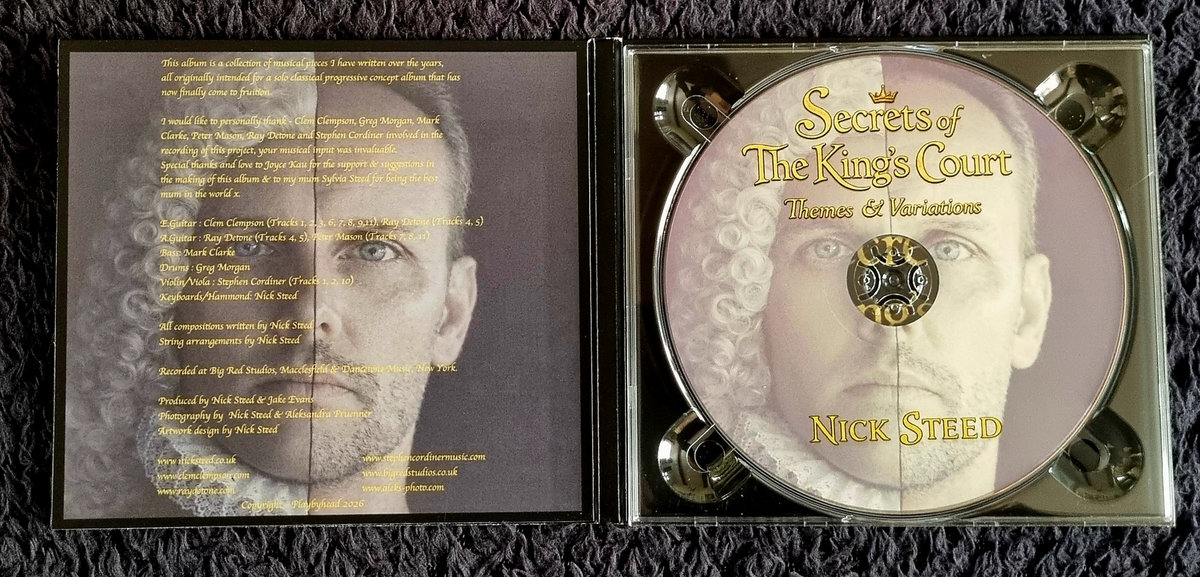 This album is a collection of musical pieces I have written over the years,
all originally intended for a solo classical progressive concept album that has
now finally come to fruition.
I would like to personally thank - Clem Clempson, Greg Morgan, Mark
Clarke, Peter Mason, Ray Detone and Stephen Cordiner involved in the
recording of this project, your musical input was invaluable.
Special thanks and love to Joyce Kau for the support & suggestions in
the making of this album & to my mum Sylvia Steed for being the best
mum in the world x.
E.Guitar : Clem Clempson (Tracks 1, 2, 3, 6, 7, 8, 9,11), Ray Detone (Tracks 4, 5)
A.Guitar : Ray Detone (Tracks 4, 5), Peter Mason (Tracks 7, 8, 11)
Bass: Mark Clarke
Drums : Greg Morgan
Violin/Viola : Stephen Cordiner (Tracks 1, 2, 10)
Keyboards/Hammond: Nick Steed
All compositions written by Nick Steed
String arrangements by Nick Steed
Recorded at Big Red Studios, Macclesfield & Dancetone Music, New York.
Produced by Nick Steed & Jake Evans
Photography by Nick Steed & Aleksandra Pruenner
Artwork design by Nick Steed
www.nicksteed.co.uk
www.clemclempson.com
www.raydetone.com
www.stephencordinermusic.com
www.bigredstudios.co.uk
www.aleks-photo.com
Copyright - Playbyhead 2026
Secrets of
The King's Court
Themes & Variations
NICK STEED